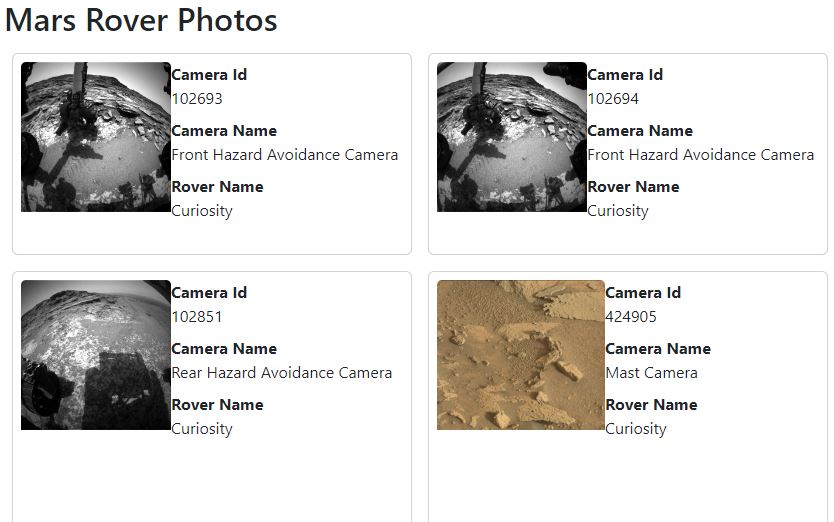 Mars Rover Photos
Camera Id
102693
Camera Name
Front Hazard Avoidance Camera
Rover Name
Curiosity
Camera Id
102694
Camera Name
Front Hazard Avoidance Camera
Rover Name
Curiosity
Camera Id
102851
Camera Name
Rear Hazard Avoidance Camera
Rover Name
Curiosity
Camera Id
424905
Camera Name
Mast Camera
Rover Name
Curiosity